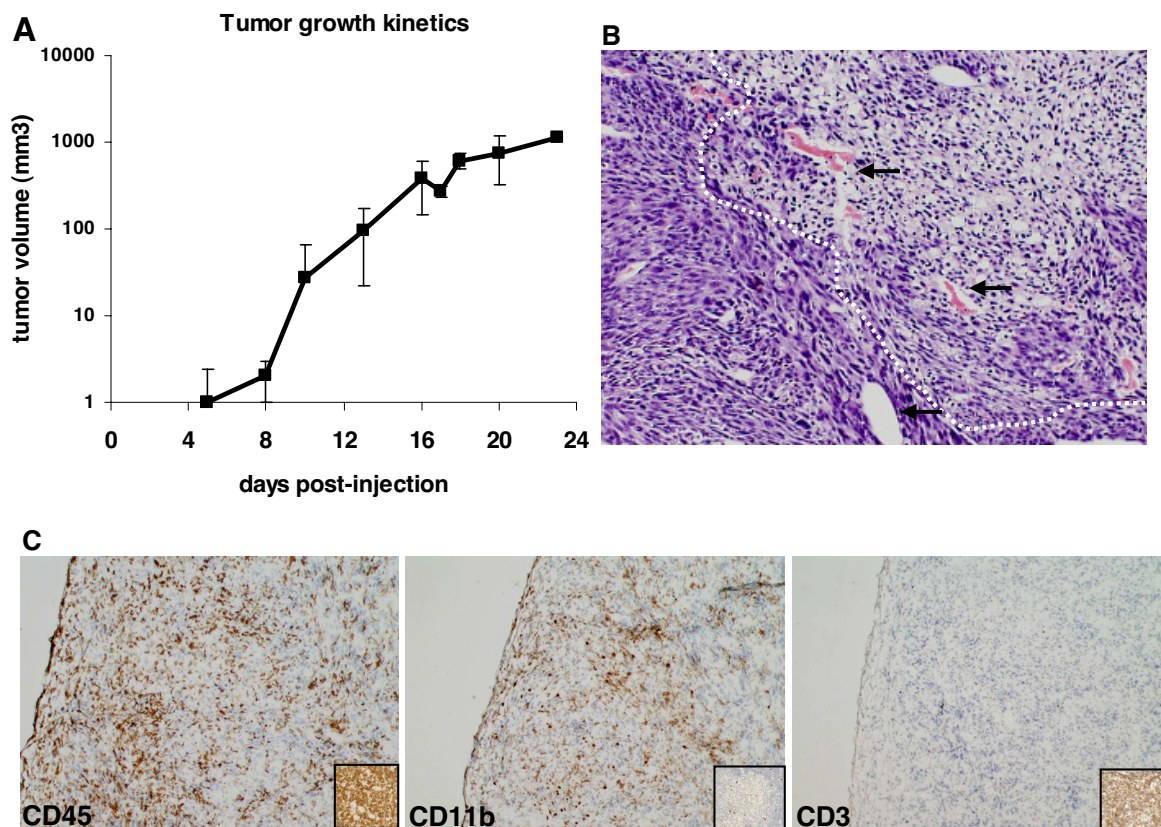 A
Tumor growth kinetics
tumor volume (mm3)
10000
1000
100
10
1
0 4 8 12 16 20 24
days post-injection
B
C
CD45
CD11b
CD3